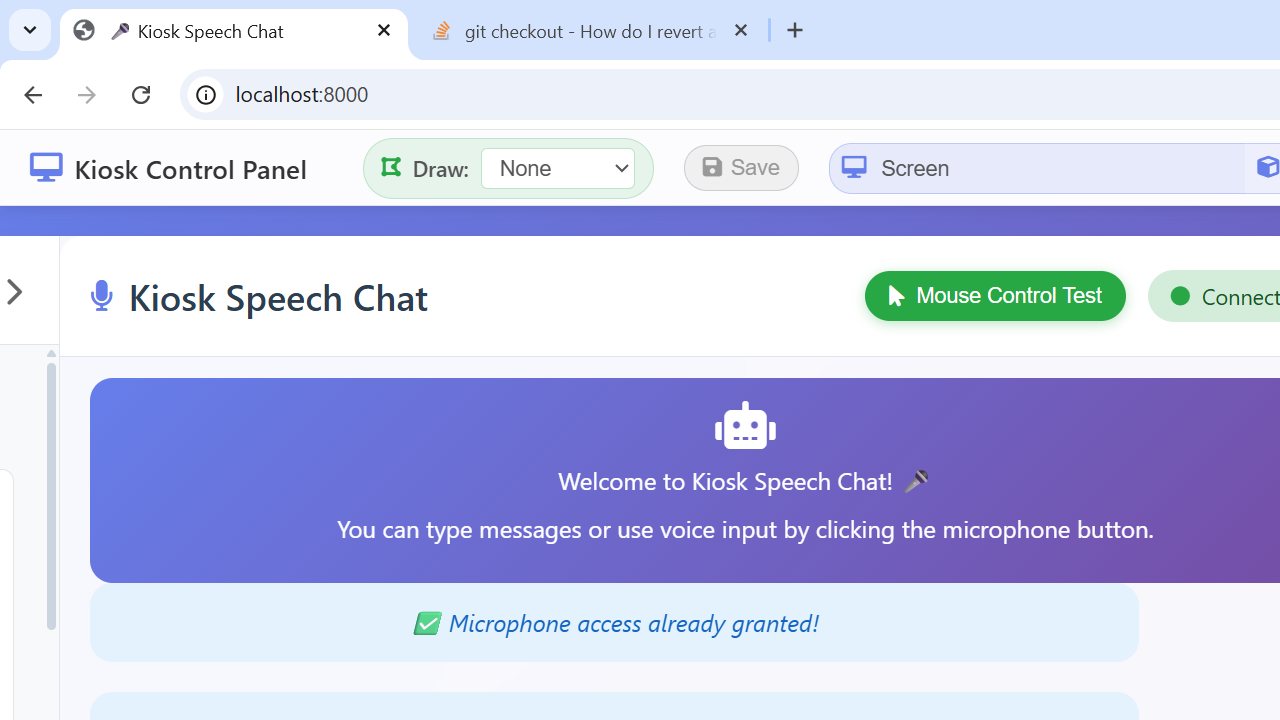 Kiosk Speech Chat
git checkout - How do I revert a
localhost:8000
Kiosk Control Panel
Draw:
None
Save
Screen
Kiosk Speech Chat
Mouse Control Test
Connect
Welcome to Kiosk Speech Chat!
You can type messages or use voice input by clicking the microphone button.
Microphone access already granted!